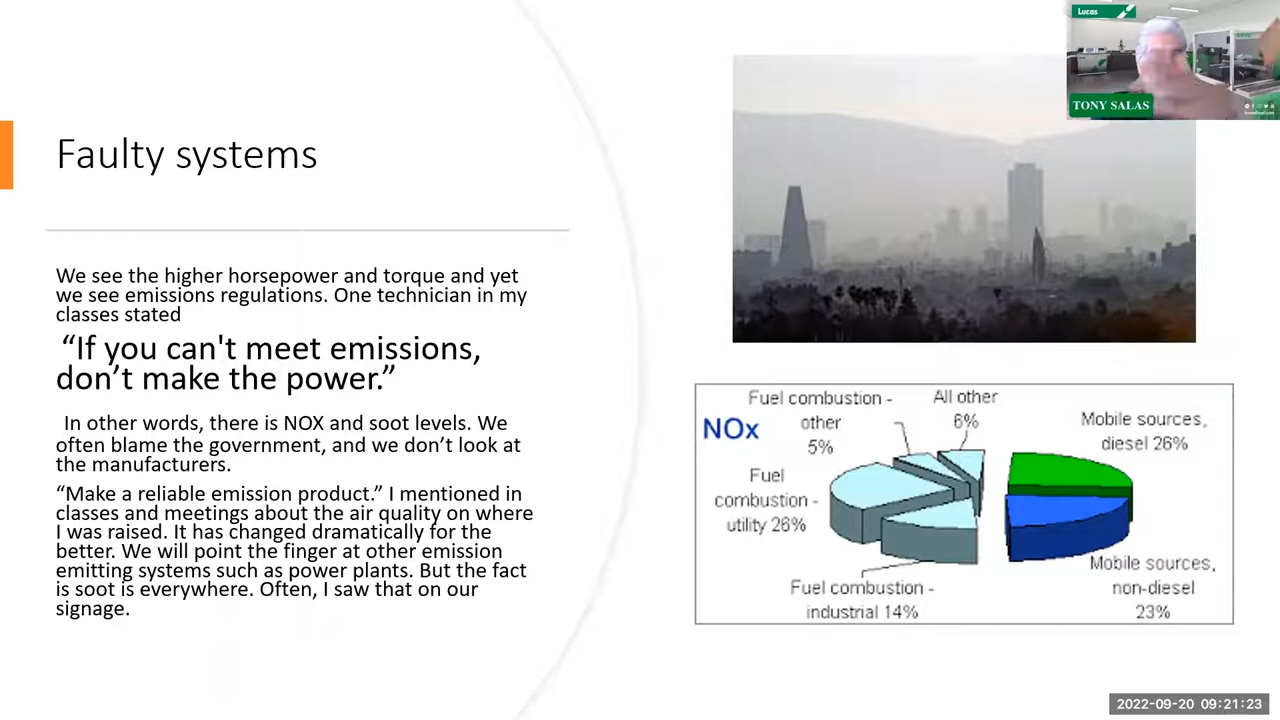 Lucas
TONY SALAS
Faulty systems
We see the higher horsepower and torque and yet
we see emissions regulations. One technician in my
classes stated
“If you can't meet emissions,
don’t make the power.”
In other words, there is NOX and soot levels. We
often blame the government, and we don’t look at
the manufacturers.
“Make a reliable emission product.” I mentioned in
classes and meetings about the air quality on where
I was raised. It has changed dramatically for the
better. We will point the finger at other emission
emitting systems such as power plants. But the fact
is soot is everywhere. Often, I saw that on our
signage.
NOx
Fuel combustion -
other
5%
All other
6%
Mobile sources,
diesel 26%
Fuel
combustion -
utility 26%
Fuel combustion -
industrial 14%
Mobile sources,
non-diesel
23%
2022-09-20 09:21:23